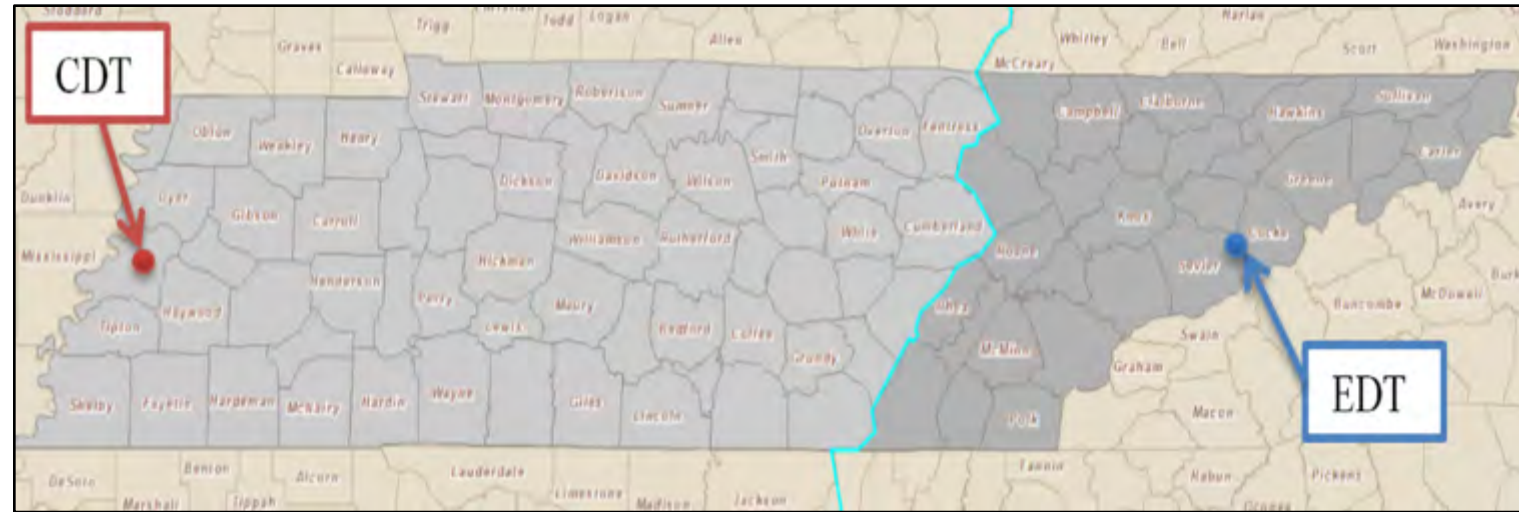 Stoddard
Trigg
Todd
Logan
Allen
Harlan
Graves
Calloway
Whitley
Bell
Scott
Washington
McCreary
CDT
Stewart
Montgomery
Robertson
Sumner
Campbell
Claiborne
Hawkins
Sullivan
Obion
Weakley
Henry
Overton
Fentress
Smith
Carter
Dickson
Davidson
Wilson
Putnam
Greene
Dunklin
Dyer
Gibson
Carroll
Avery
Williamson
Rutherford
White
Cumberland
Knox
Cocke
Mississippi
Hickman
Roane
Sevier
Henderson
Perry
Maury
Rhea
Buncombe
McDowell
Burk
Tipton
Haywood
Lewis
Bedford
Coffee
Grundy
McMinn
Swain
Graham
EDT
Shelby
Fayette
Hardeman
McNairy
Hardin
Wayne
Giles
Lincoln
Polk
Macon
DeSoto
Benton
Alcorn
Lauderdale
Fannin
Rabun
Pickens
Marshall
Tippah
Limestone
Madison
Jackson
Oconee